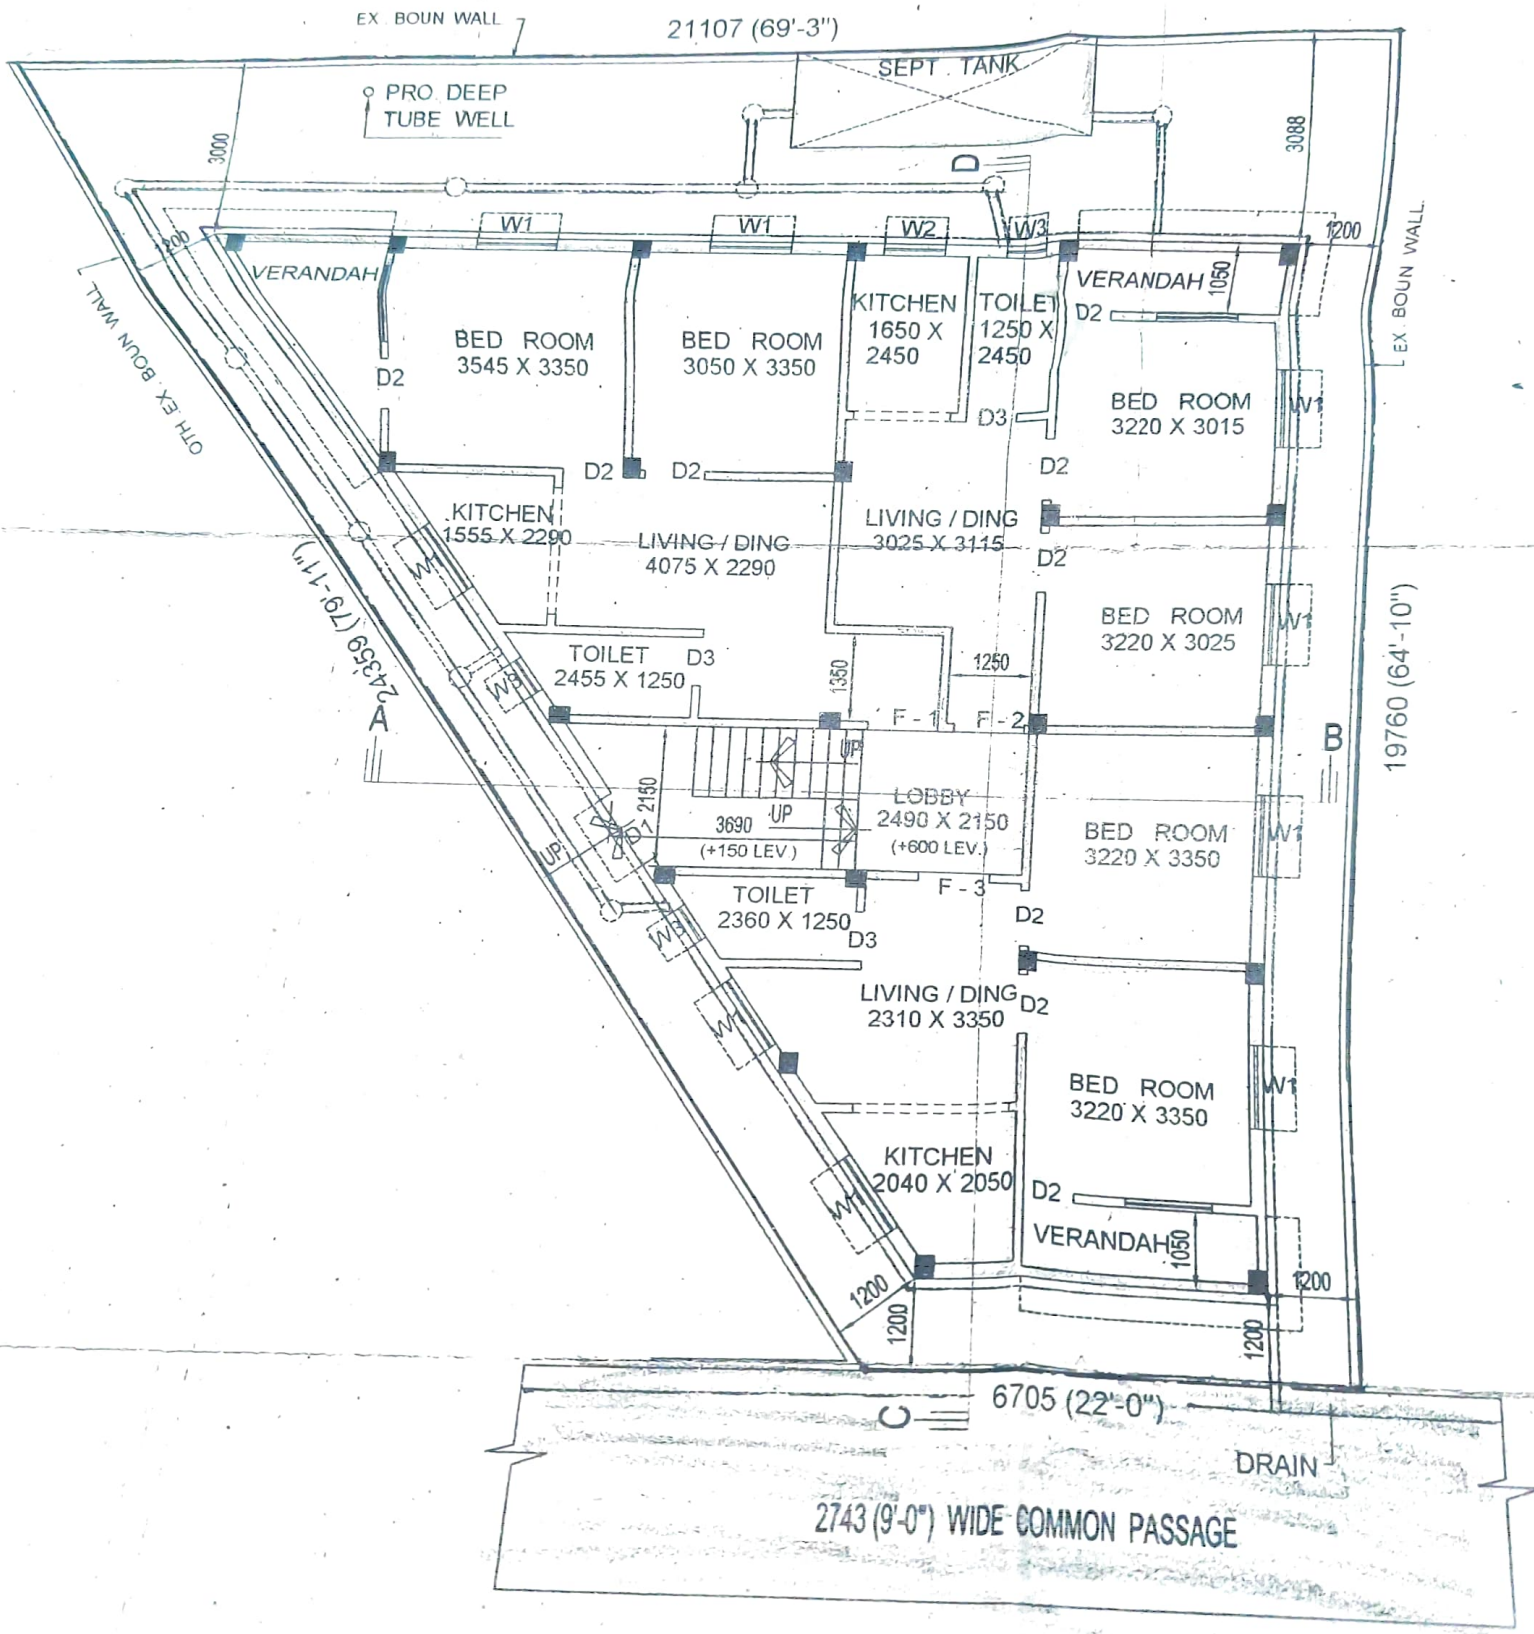 EX. BOUN WALL
21107 (69'-3")
SEPT. TANK
PRO. DEEP
TUBE WELL
3000
3088
D
1200
W1
W1
W2
W3
1200
VERANDAH
VERANDAH
1050
EX. BOUN WALL
OTH.EX. BOUN WALL
BED ROOM
3545 X 3350
BED ROOM
3050 X 3350
KITCHEN
1650 X
2450
TOILET
1250 X
2450
D2
D2
BED ROOM
3220 X 3015
W1
D3
D2
D2
D2
KITCHEN
1555 X 2290
LIVING / DING
4075 X 2290
LIVING / DING
3025 X 3115
D2
W1
24359 (79'-11")
BED ROOM
3220 X 3025
W1
19760 (64'-10")
TOILET
2455 X 1250
D3
W3
1350
1250
A
F - 1
F - 2
B
UP
2150
LOBBY
2490 X 2150
(+600 LEV.)
UP
3690
(+150 LEV.)
D
UP
BED ROOM
3220 X 3350
W1
F - 3
TOILET
2360 X 1250
D3
D2
W3
LIVING / DING
2310 X 3350
D2
W1
BED ROOM
3220 X 3350
W1
KITCHEN
2040 X 2050
D2
W1
VERANDAH
1050
1200
1200
1200
1200
6705 (22'-0")
C
DRAIN
2743 (9'-0") WIDE COMMON PASSAGE